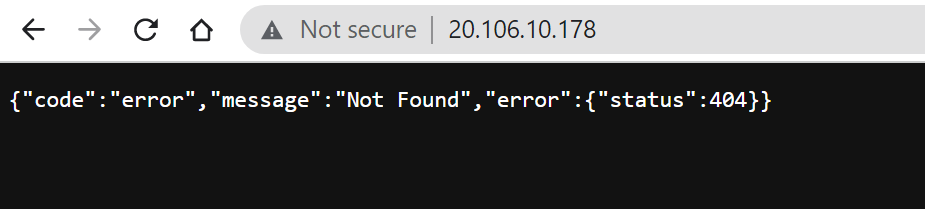 Not secure | 20.106.10.178
{"code":"error","message":"Not Found","error":{"status":404}}